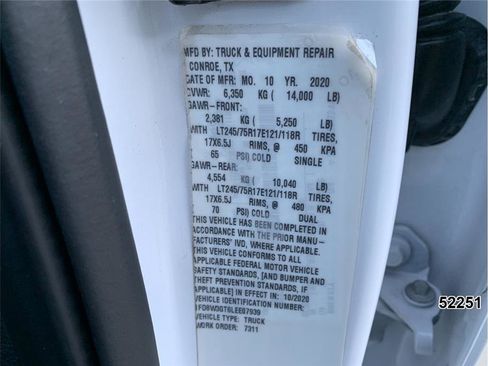 MFD BY: TRUCK & EQUIPMENT REPAIR
CONROE, TX
DATE OF MFR: MO. 10 YR. 2020
GVWR: 6,350 KG ( 14,000 LB)
GAWR-FRONT:
2,381 KG ( 5,250 LB)
WITH LT245/75R17E121/118R TIRES,
17X6.5J RIMS, @ 450 KPA
65 PSI) COLD SINGLE
GAWR-REAR:
4,554 KG ( 10,040 LB)
WITH LT245/75R17E121/118R TIRES,
17X6.5J RIMS, @ 480 KPA
70 PSI) COLD DUAL
THIS VEHICLE HAS BEEN COMPLETED IN
ACCORDANCE WITH THE PRIOR MANU-
FACTURERS' IVD, WHERE APPLICABLE.
THIS VEHICLE CONFORMS TO ALL
APPLICABLE FEDERAL MOTOR VEHICLE
SAFETY STANDARDS, [AND BUMPER AND
THEFT PREVENTION STANDARDS, IF
APPLICABLE] IN EFFECT IN: 10/2020
VEHICLE IDENTIFICATION NUMBER:
1FD8W3GT6LEE07939
VEHICLE TYPE: TRUCK
WORK ORDER: 7311
52251